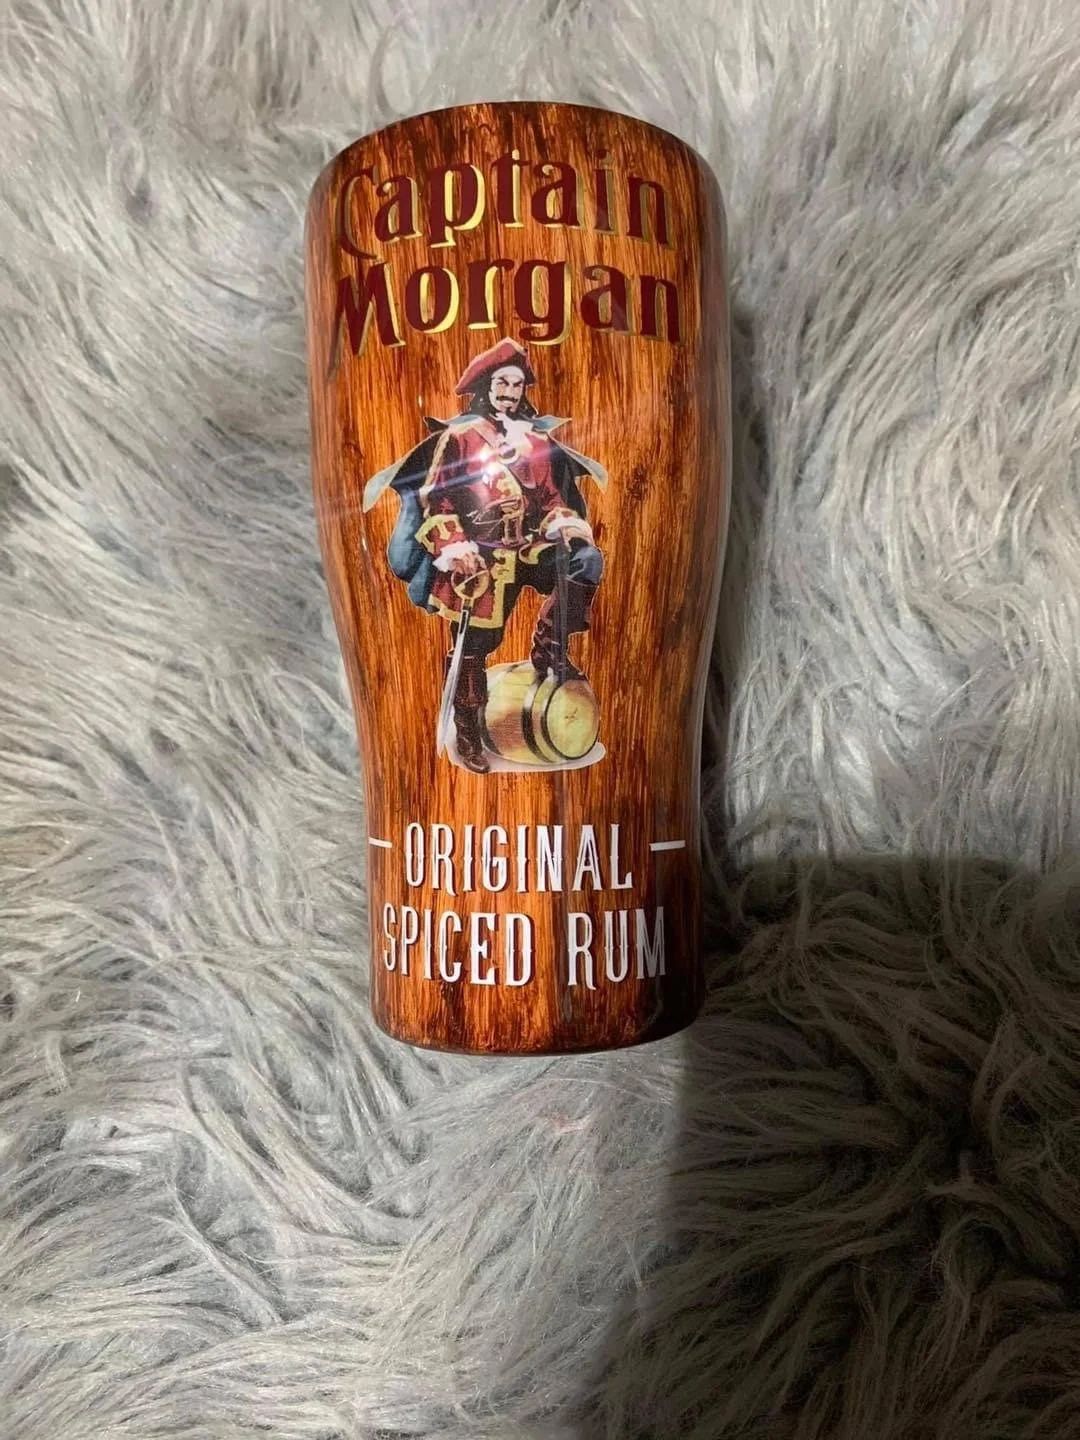 Captain
Morgan
- ORIGINAL -
SPICED RUM